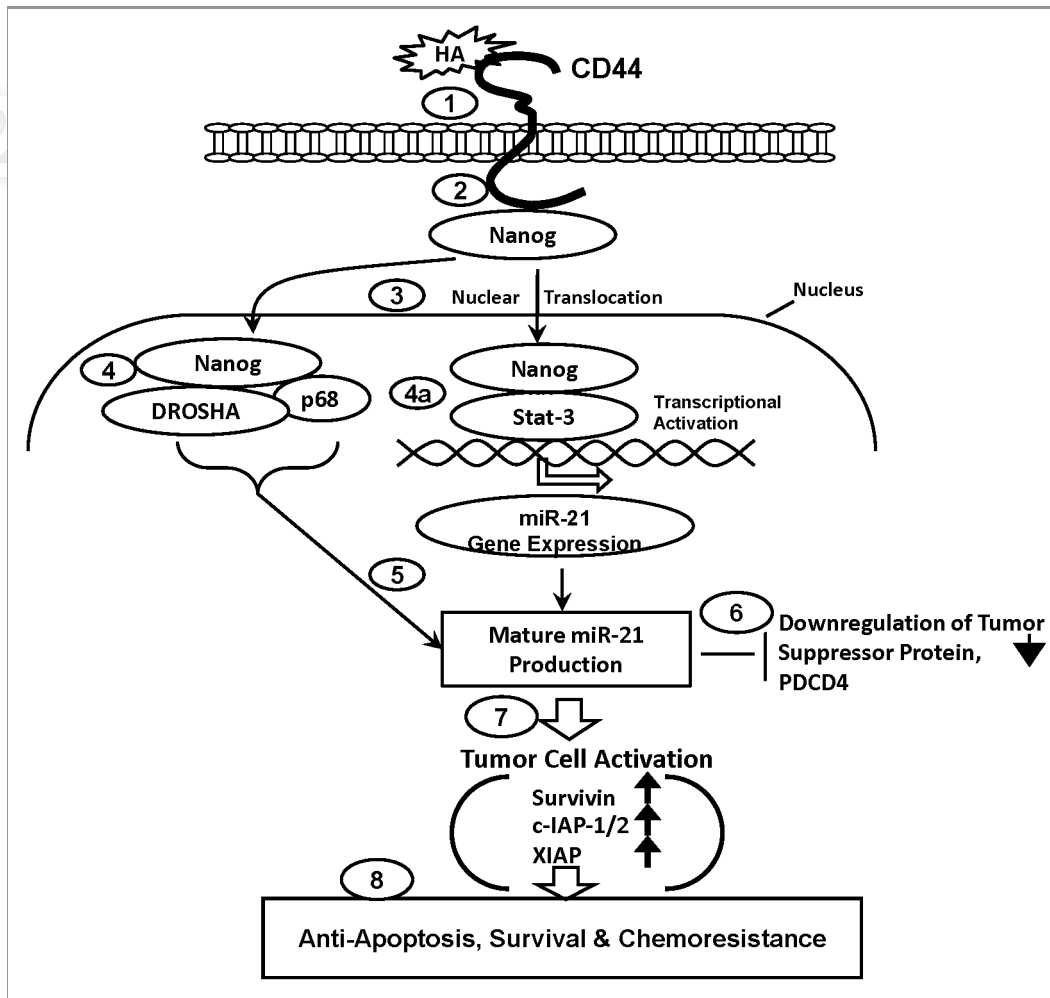 HA
CD44
1
2
Nanog
3
Nuclear Translocation
Nucleus
4
Nanog
DROSHA
p68
4a
Nanog
Stat-3
Transcriptional
Activation
miR-21
Gene Expression
5
Mature miR-21
Production
6
Downregulation of Tumor
Suppressor Protein,
PDCD4
7
Tumor Cell Activation
Survivin
c-IAP-1/2
XIAP
8
Anti-Apoptosis, Survival & Chemoresistance